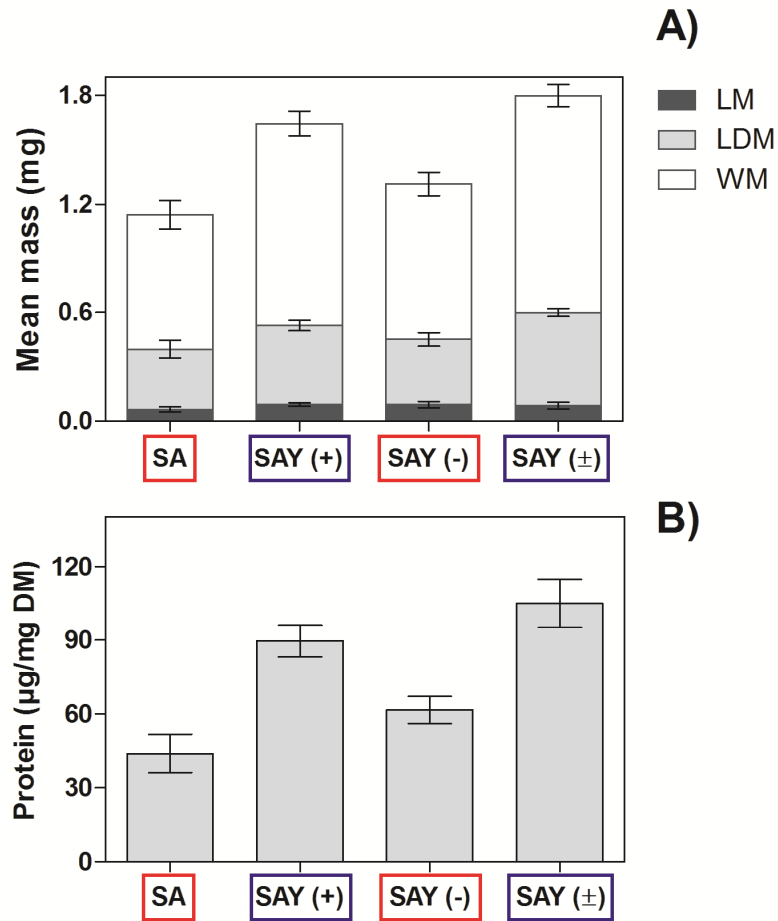 A)
LM
LDM
WM
Mean mass (mg)
1.8
1.2
0.6
0.0
SA SAY (+) SAY (-) SAY (±)
B)
Protein (µg/mg DM)
120
90
60
30
0
SA SAY (+) SAY (-) SAY (±)